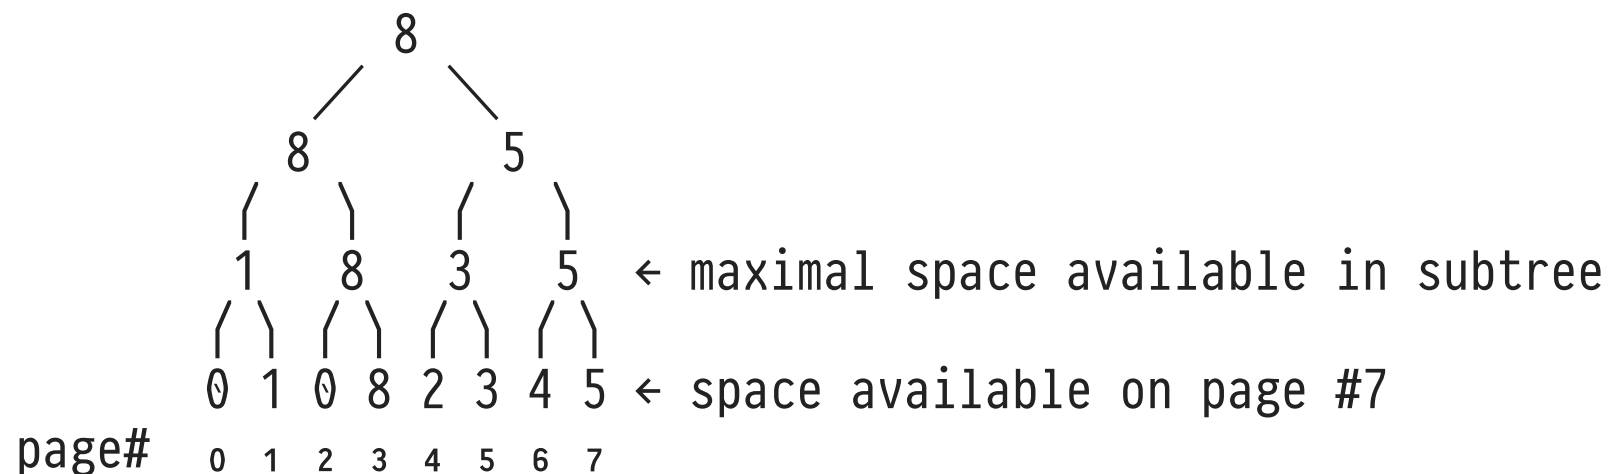 8
8 5
1 8 3 5 ← maximal space available in subtree
0 1 0 8 2 3 4 5 ← space available on page #7
page# 0 1 2 3 4 5 6 7